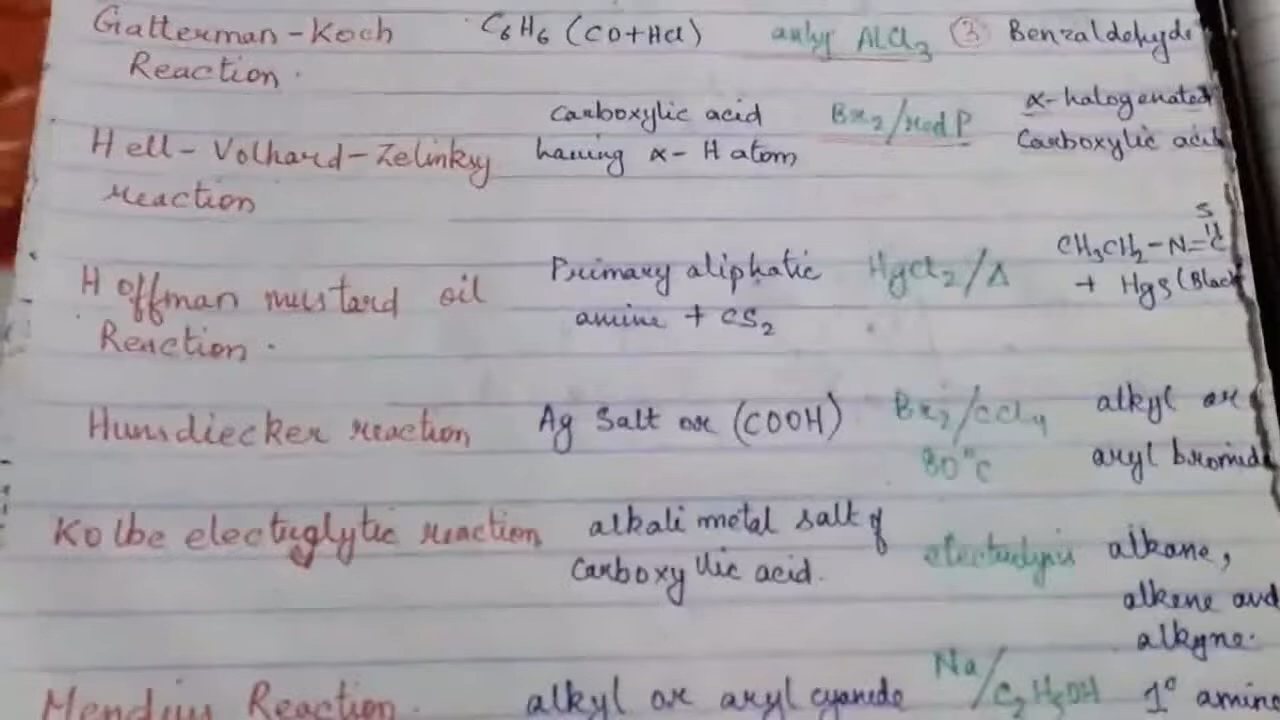 Gatterman-Koch C6H6 (CO+HCl) anhy AlCl3 ③ Benzaldehyde
Reaction.
carboxylic acid Br2/red P α-halogenated
Hell-Volhard-Zelinksy having α-H atom Carboxylic acid
reaction
S
Primary aliphatic HgCl2/Δ CH3CH2-N=C
Hoffman mustard oil + HgS (Black
amine + CS2
Reaction.
Hunsdiecker reaction Ag Salt or (COOH) Br2/CCl4 alkyl or
80°C aryl bromide
Kolbe electrolytic reaction alkali metal salt of
carboxylic acid. electrolysis alkane,
alkene and
alkyne.
Mendius Reaction. alkyl or aryl cyanide Na/C2H5OH 1° amine